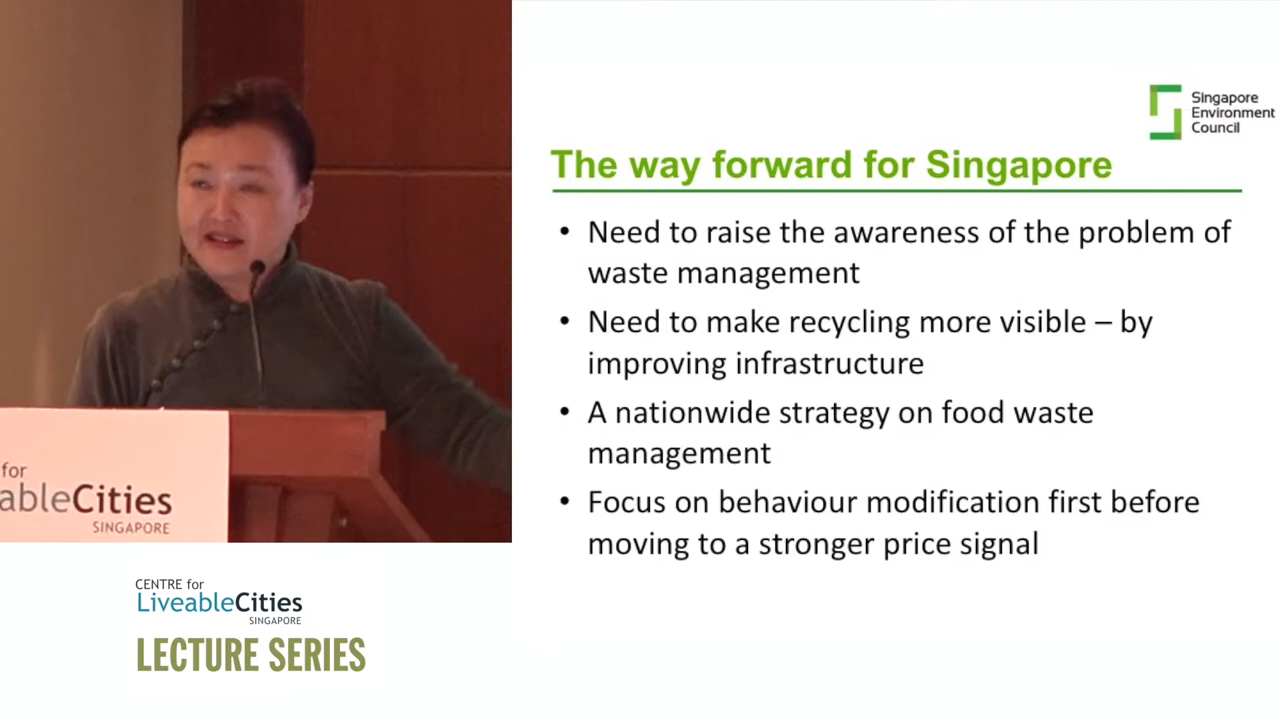 Singapore
Environment
Council
The way forward for Singapore
• Need to raise the awareness of the problem of
waste management
• Need to make recycling more visible – by
improving infrastructure
• A nationwide strategy on food waste
management
• Focus on behaviour modification first before
moving to a stronger price signal
for
ableCities
SINGAPORE
CENTRE for
LiveableCities
SINGAPORE
LECTURE SERIES